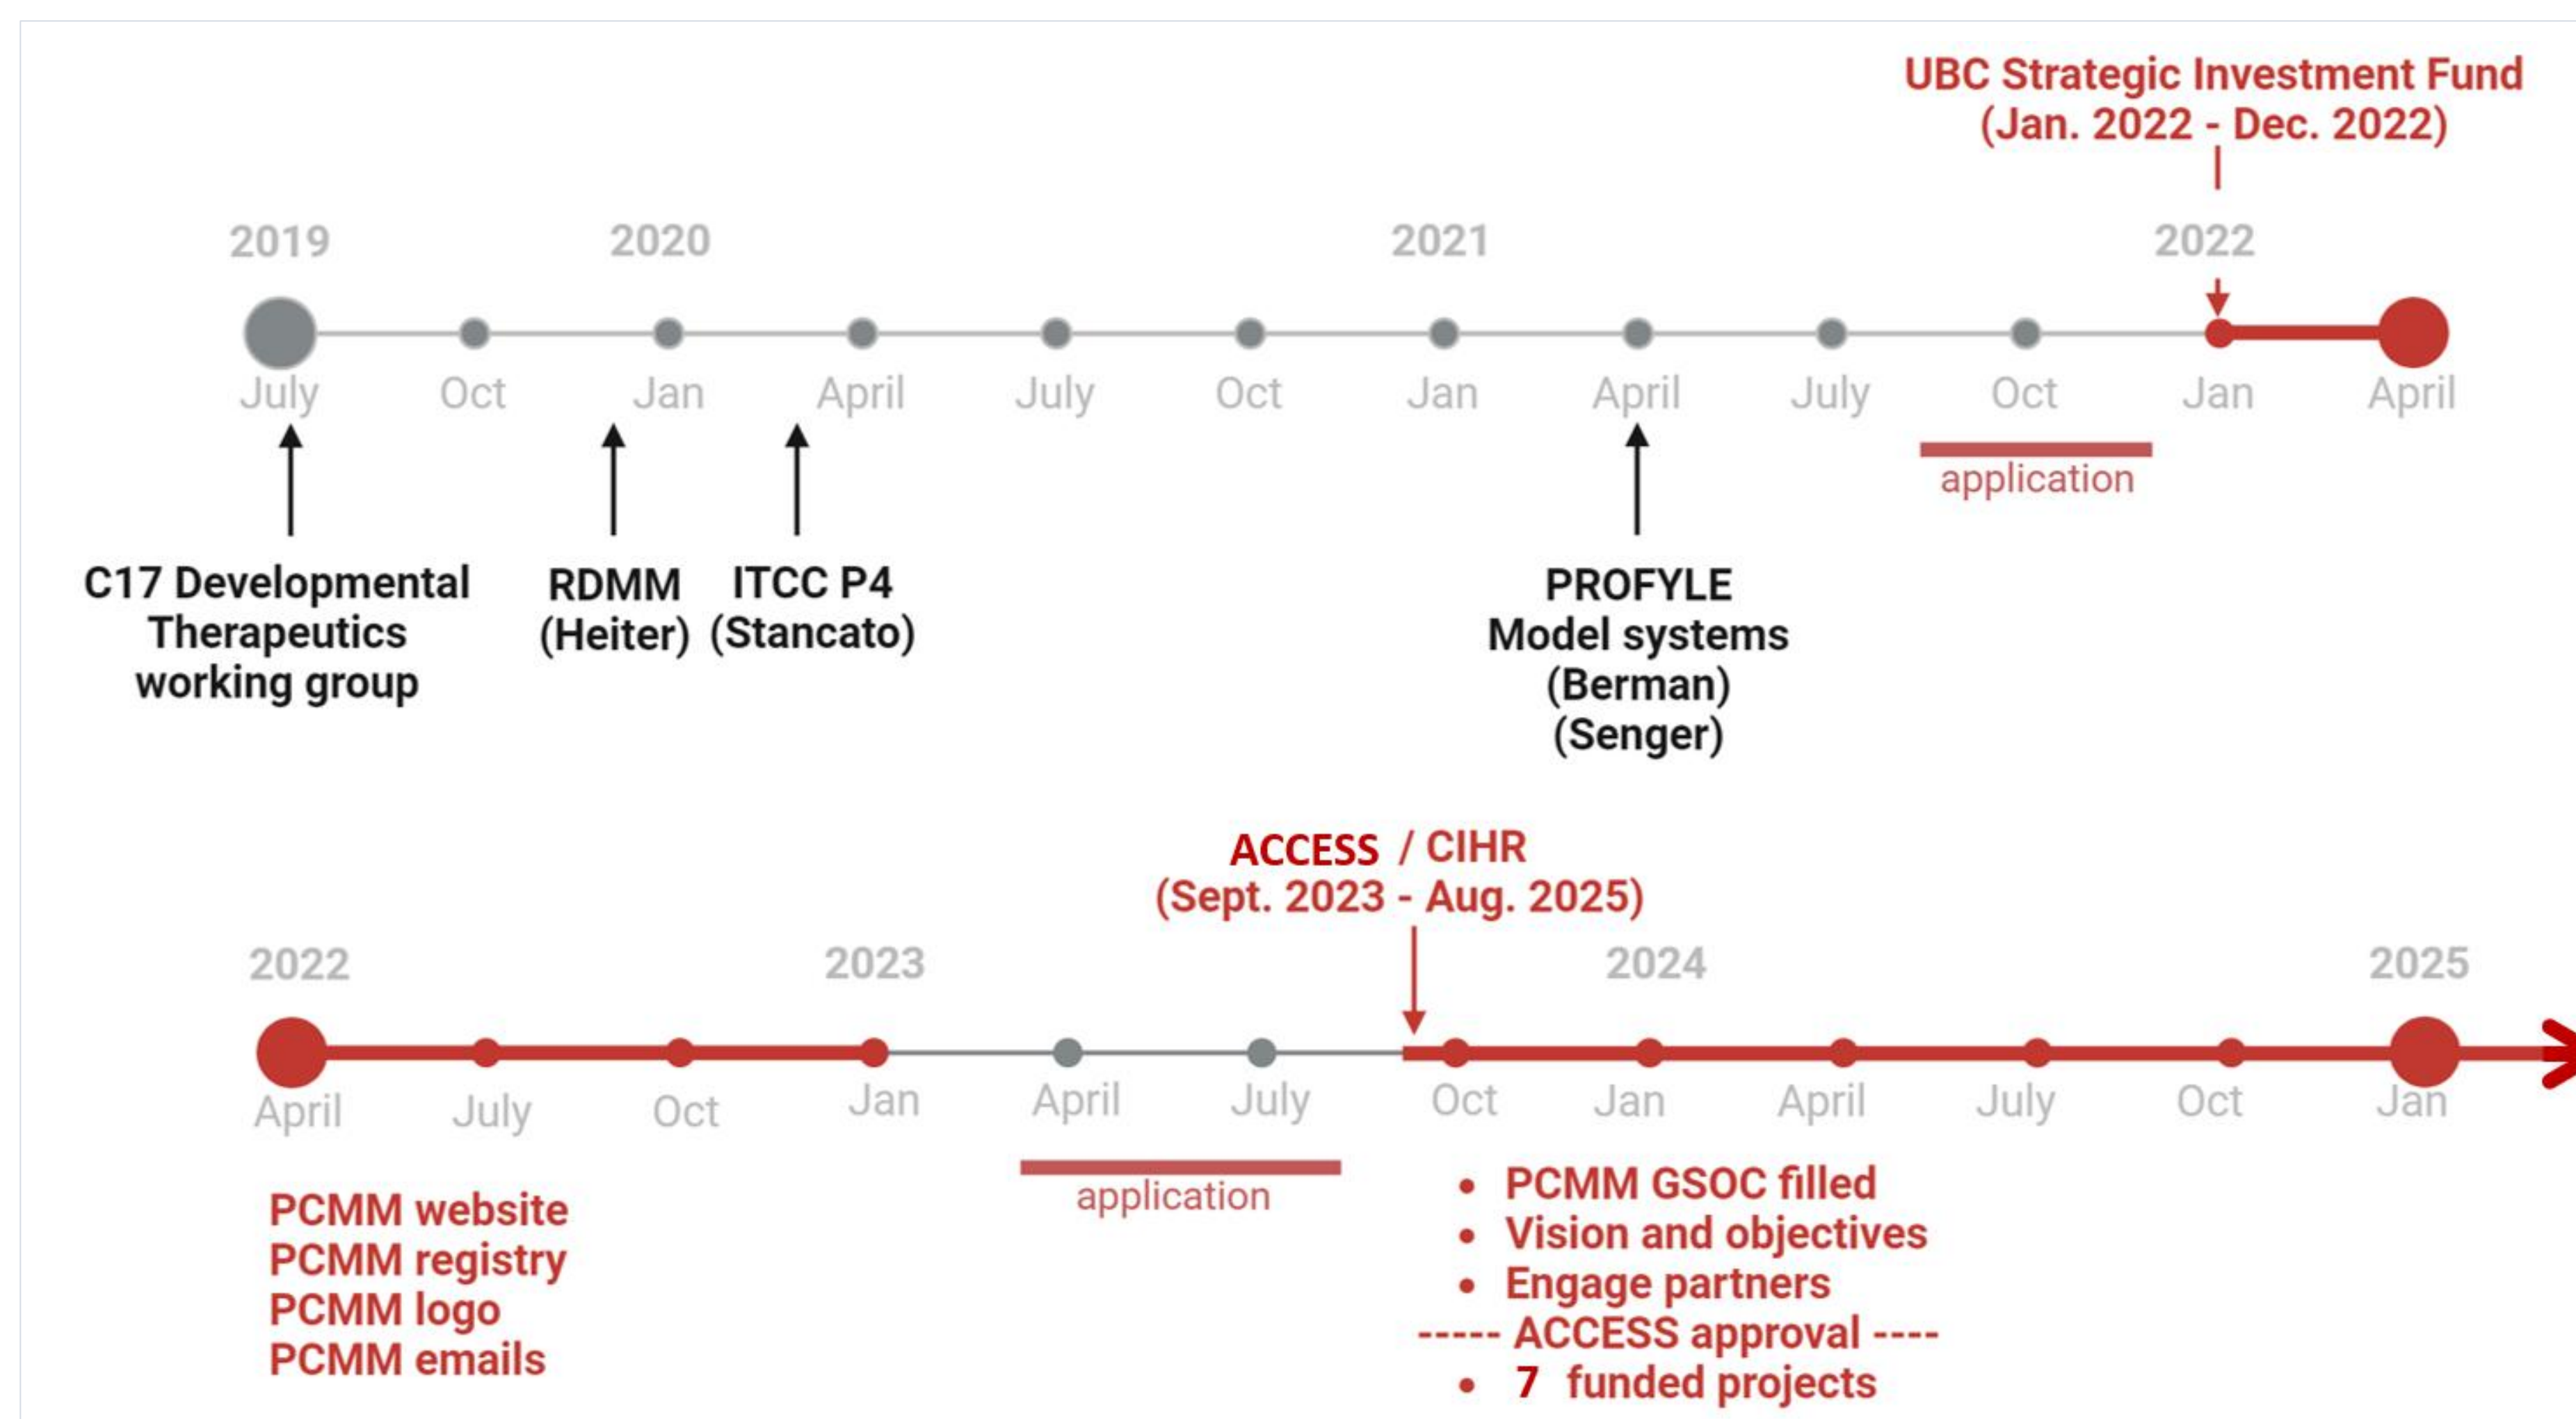 UBC Strategic Investment Fund
(Jan. 2022 - Dec. 2022)
2019 2020 2021 2022
July Oct Jan April July Oct Jan April July Oct Jan April
application
C17 Developmental
Therapeutics
working group
RDMM
(Heiter)
ITCC P4
(Stancato)
PROFYLE
Model systems
(Berman)
(Senger)
ACCESS / CIHR
(Sept. 2023 - Aug. 2025)
2022 2023 2024 2025
April July Oct Jan April July Oct Jan April July Oct Jan
application
PCMM website
PCMM registry
PCMM logo
PCMM emails
• PCMM GSOC filled
• Vision and objectives
• Engage partners
----- ACCESS approval ----
• 7 funded projects